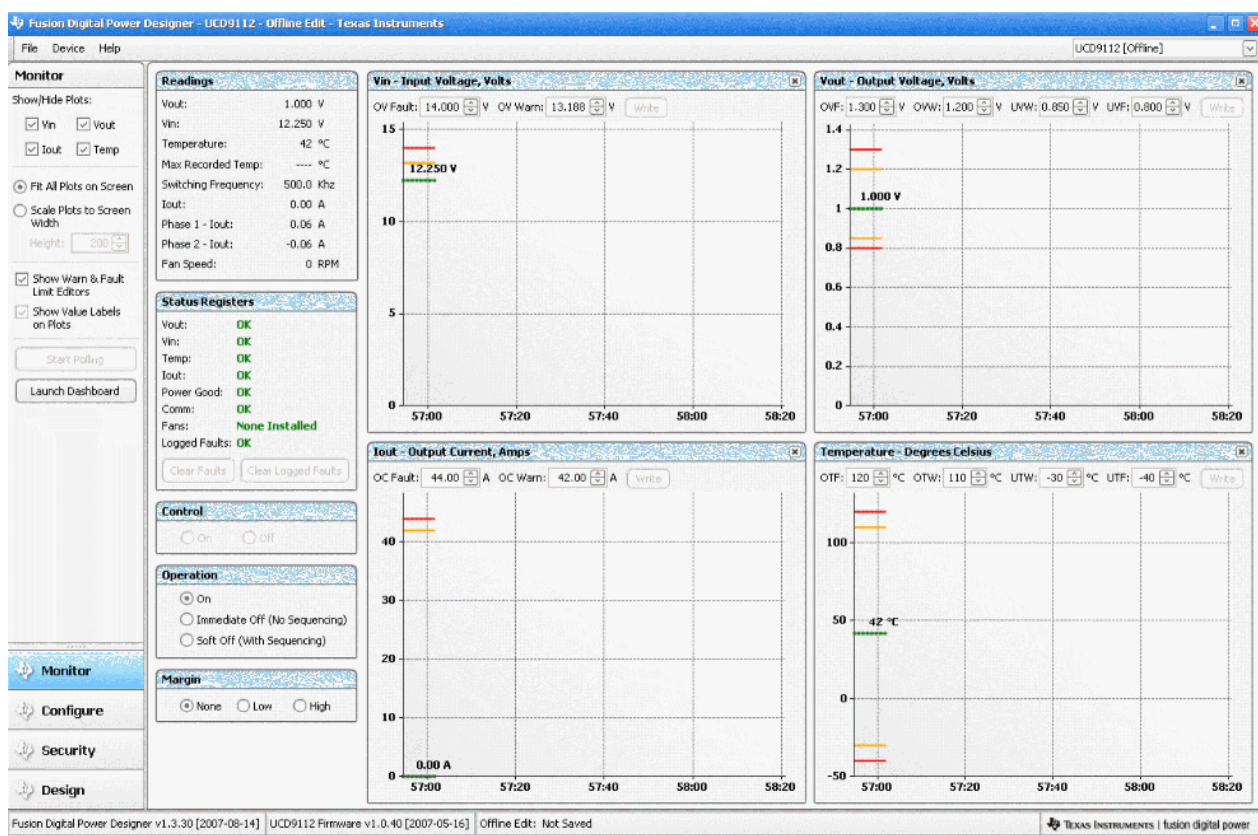 Fusion Digital Power Designer - UCD9112 - Offline Edit - Texas Instruments
File Device Help
UCD9112 [Offline]
Monitor
Show/Hide Plots:
Vin Vout
Iout Temp
Fit All Plots on Screen
Scale Plots to Screen
Width
Height: 200
Show Warn & Fault
Limit Editors
Show Value Labels
on Plots
Start Polling
Launch Dashboard
Monitor
Configure
Security
Design
Readings
Vout: 1.000 V
Vin: 12.250 V
Temperature: 42 °C
Max Recorded Temp: ---- °C
Switching Frequency: 500.0 Khz
Iout: 0.00 A
Phase 1 - Iout: 0.06 A
Phase 2 - Iout: -0.06 A
Fan Speed: 0 RPM
Status Registers
Vout: OK
Vin: OK
Temp: OK
Iout: OK
Power Good: OK
Comm: OK
Fans: None Installed
Logged Faults: OK
Clear Faults Clear Logged Faults
Control
On Off
Operation
On
Immediate Off (No Sequencing)
Soft Off (With Sequencing)
Margin
None Low High
Vin - Input Voltage, Volts
OV Fault: 14.000 V OV Warn: 13.188 V Write
15
12.250 V
10
5
0
57:00 57:20 57:40 58:00 58:20
Vout - Output Voltage, Volts
OVF: 1.300 V OVW: 1.200 V UVW: 0.850 V UVF: 0.800 V Write
1.4
1.2
1.000 V
1
0.8
0.6
0.4
0.2
0
57:00 57:20 57:40 58:00 58:20
Iout - Output Current, Amps
OC Fault: 44.00 A OC Warn: 42.00 A Write
40
30
20
10
0.00 A
0
57:00 57:20 57:40 58:00 58:20
Temperature - Degrees Celsius
OTF: 120 °C OTW: 110 °C UTW: -30 °C UTF: -40 °C Write
100
50
42 °C
0
-50
57:00 57:20 57:40 58:00 58:20
Fusion Digital Power Designer v1.3.30 [2007-08-14] UCD9112 Firmware v1.0.40 [2007-05-16] Offline Edit: Not Saved
TEXAS INSTRUMENTS | fusion digital power